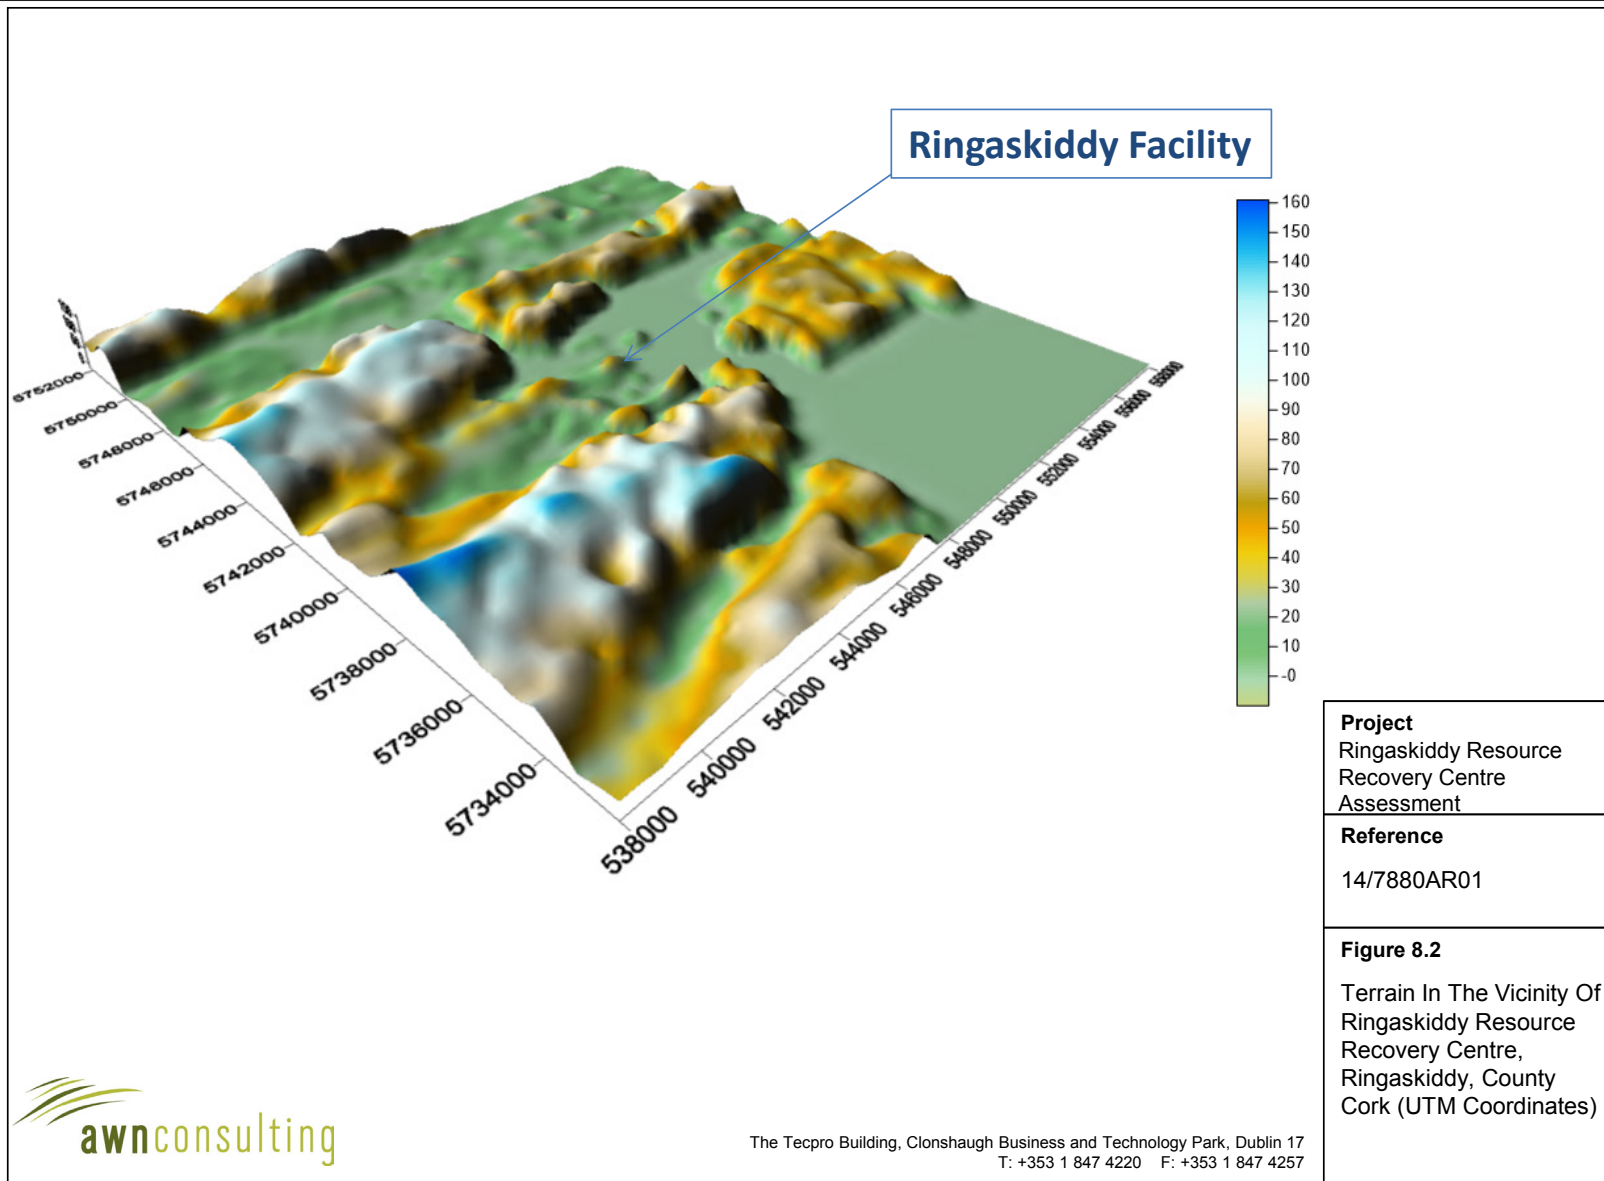 Ringaskiddy Facility
160
150
140
130
120
110
100
90
80
70
60
50
40
30
20
10
-0
5752000
5750000
5748000
5746000
5744000
5742000
5740000
5738000
5736000
5734000
538000
540000
542000
544000
546000
548000
550000
552000
554000
556000
558000
Project
Ringaskiddy Resource
Recovery Centre
Assessment
Reference
14/7880AR01
Figure 8.2
Terrain In The Vicinity Of
Ringaskiddy Resource
Recovery Centre,
Ringaskiddy, County
Cork (UTM Coordinates)
awnconsulting
The Tecpro Building, Clonshaugh Business and Technology Park, Dublin 17
T: +353 1 847 4220 F: +353 1 847 4257